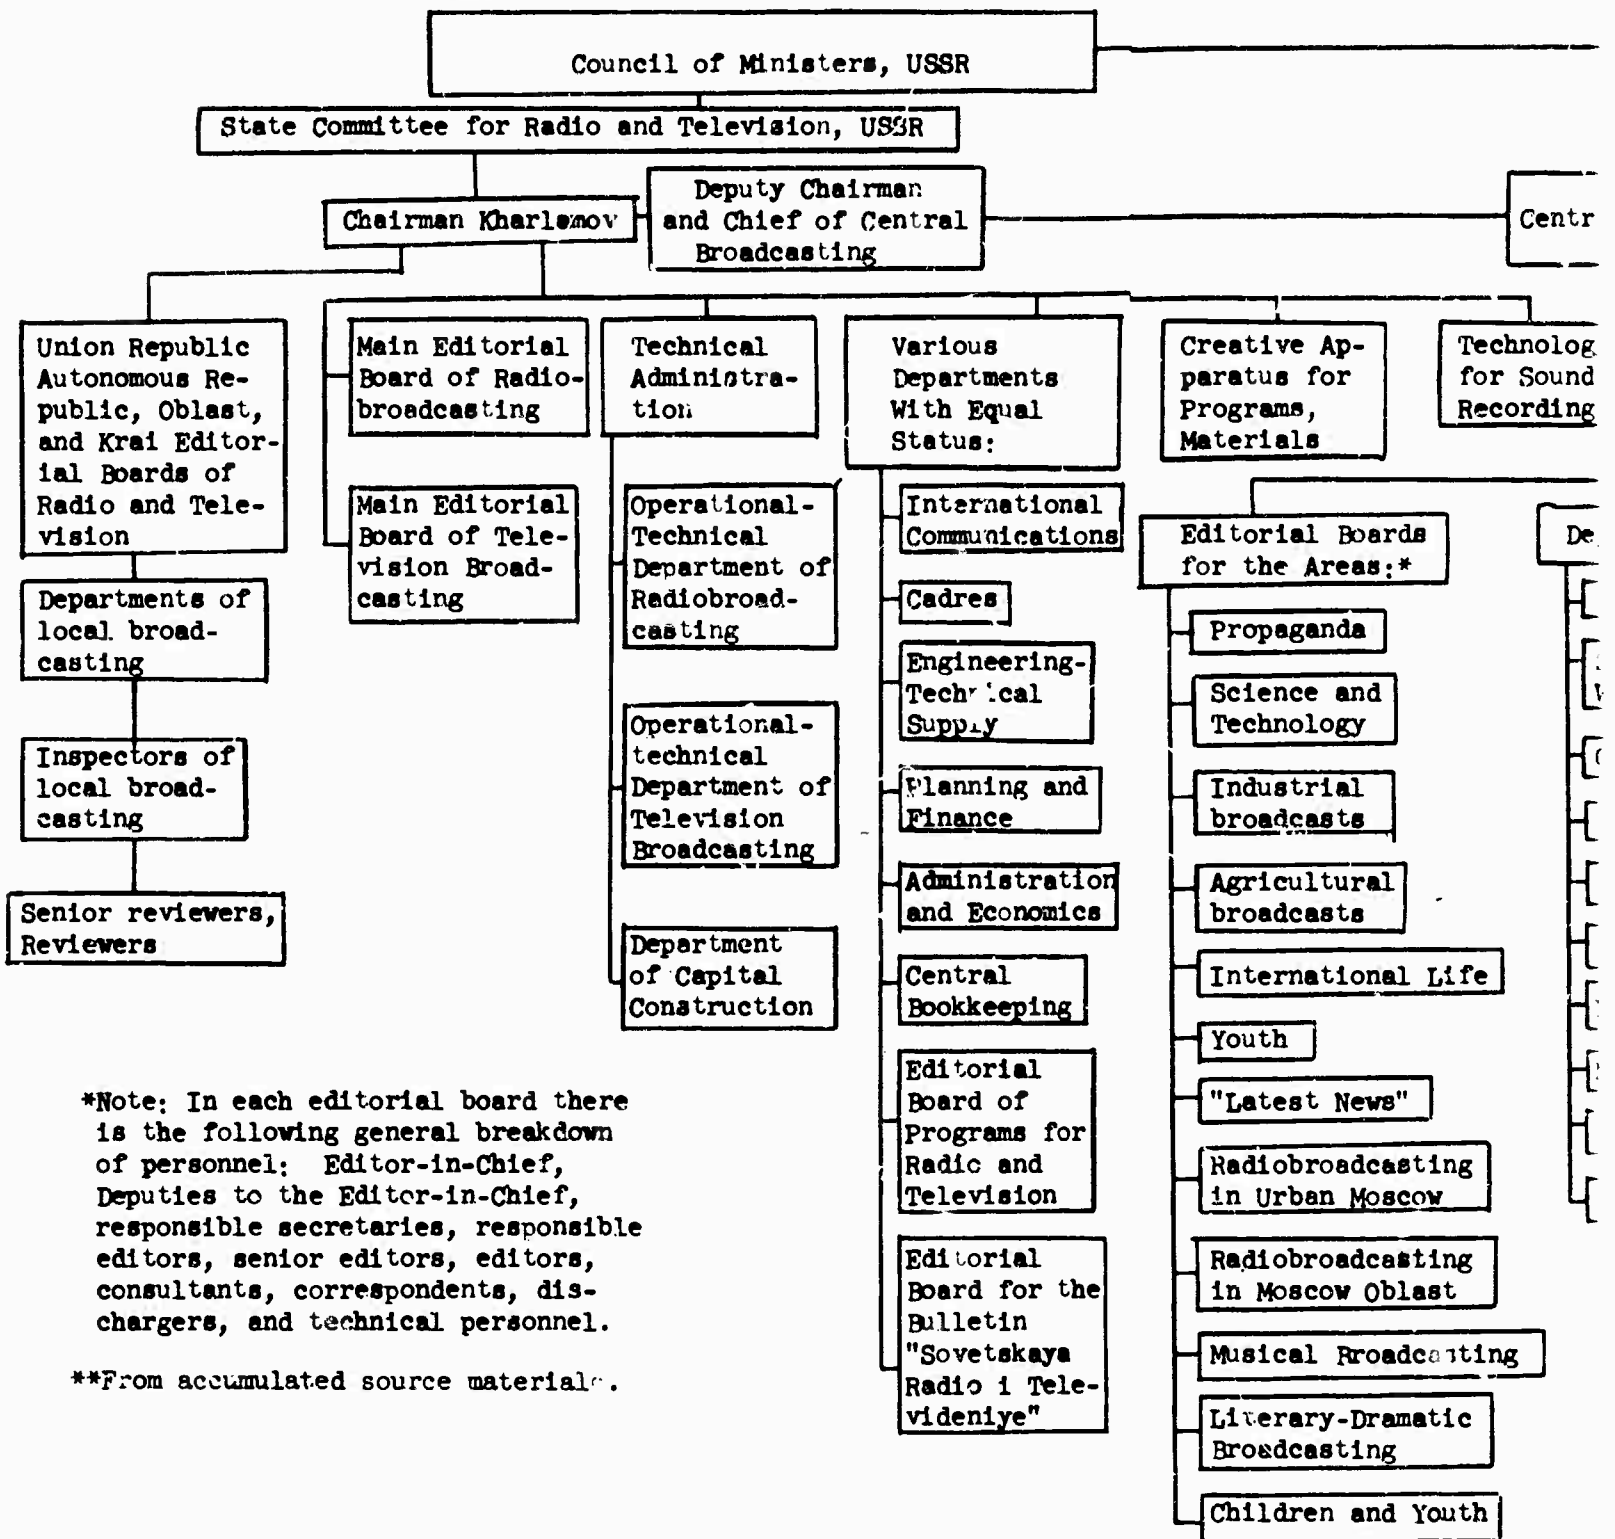 Council of Ministers, USSR
State Committee for Radio and Television, USSR
Chairman Kharlamov
Deputy Chairman
and Chief of Central
Broadcasting
Centr
Union Republic
Autonomous Re-
public, Oblast,
and Krai Editor-
ial Boards of
Radio and Tele-
vision
Departments of
local broad-
casting
Inspectors of
local broad-
casting
Senior reviewers,
Reviewers
Main Editorial
Board of Radio-
broadcasting
Main Editorial
Board of Tele-
vision Broad-
casting
Technical
Administra-
tion
Operational-
Technical
Department of
Radiobroad-
casting
Operational-
technical
Department of
Television
Broadcasting
Department
of Capital
Construction
Various
Departments
With Equal
Status:
International
Communications
Cadres
Engineering-
Technical
Supply
Planning and
Finance
Administration
and Economics
Central
Bookkeeping
Editorial
Board of
Programs for
Radio and
Television
Editorial
Board for the
Bulletin
"Sovetskaya
Radio i Tele-
videniye"
Creative Ap-
paratus for
Programs,
Materials
Technolog
for Sound
Recording
Editorial Boards
for the Areas:*
Propaganda
Science and
Technology
Industrial
broadcasts
Agricultural
broadcasts
International Life
Youth
"Latest News"
Radiobroadcasting
in Urban Moscow
Radiobroadcasting
in Moscow Oblast
Musical Broadcasting
Literary-Dramatic
Broadcasting
Children and Youth
De
*Note: In each editorial board there
is the following general breakdown
of personnel: Editor-in-Chief,
Deputies to the Editor-in-Chief,
responsible secretaries, responsible
editors, senior editors, editors,
consultants, correspondents, dis-
chargers, and technical personnel.
**From accumulated source materials.